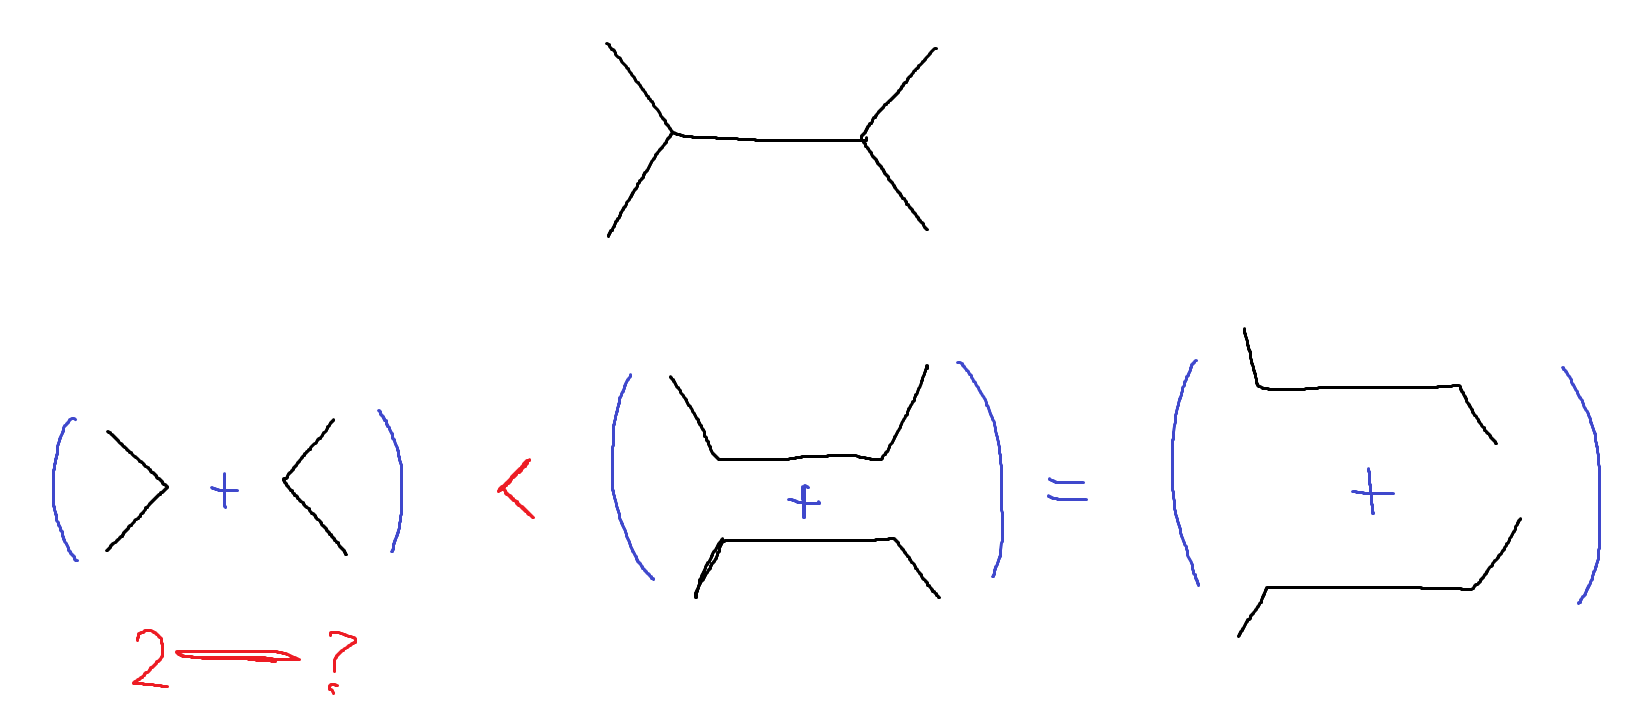 ( + ) < ( + ) = ( + )
2 ?